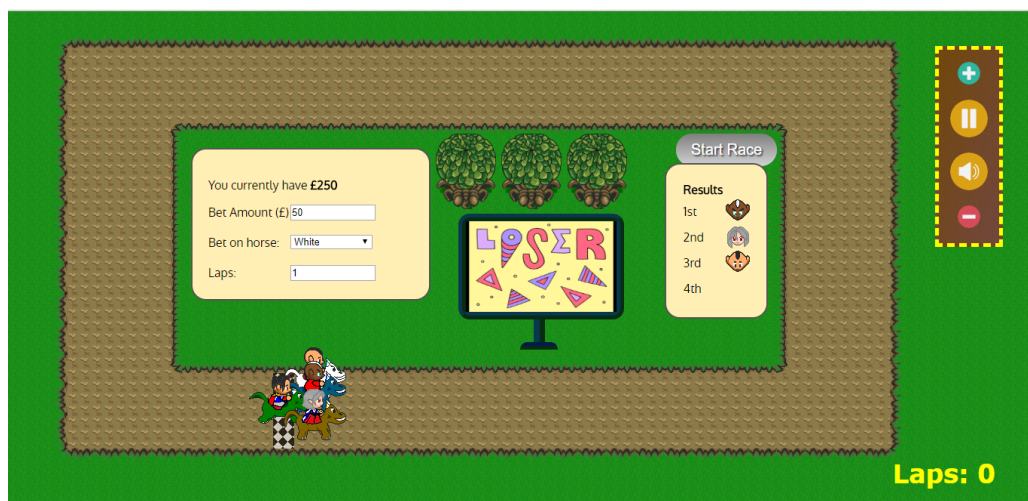 You currently have £250
Bet Amount (£) 50
Bet on horse: White
Laps: 1
LOSER
Start Race
Results
1st
2nd
3rd
4th
Laps: 0